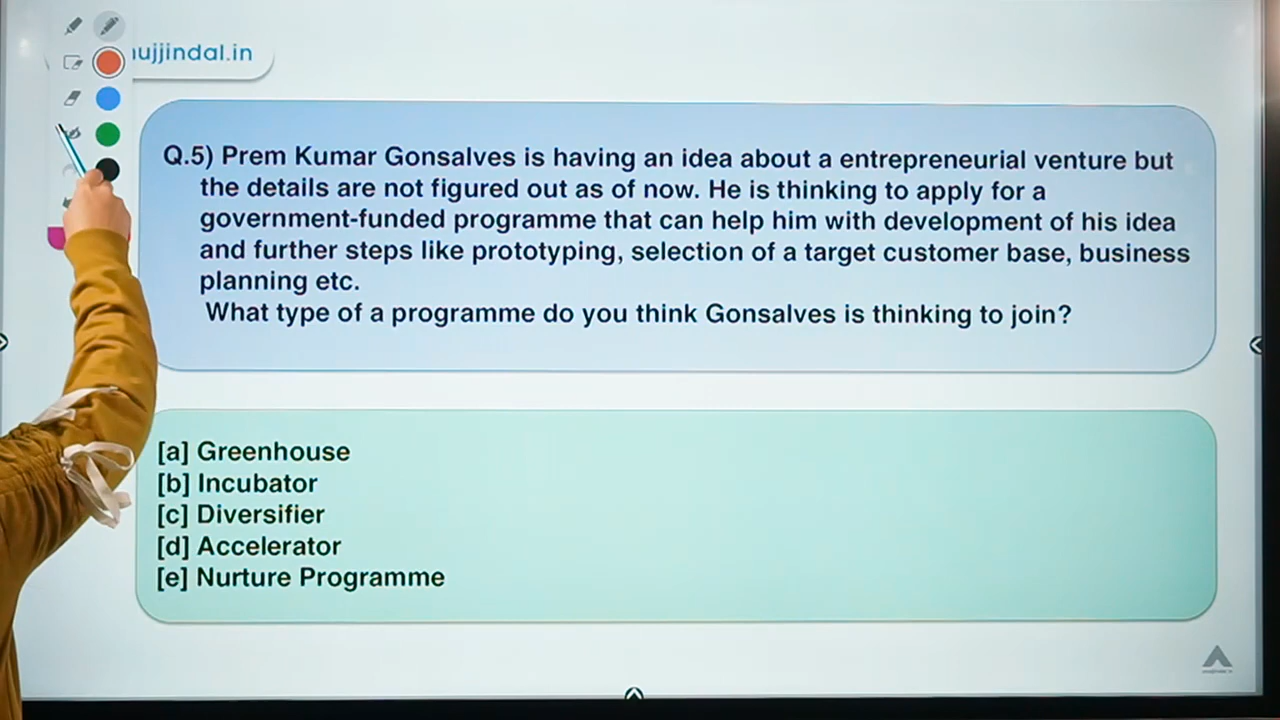 ujjindal.in
Q.5) Prem Kumar Gonsalves is having an idea about a entrepreneurial venture but
the details are not figured out as of now. He is thinking to apply for a
government-funded programme that can help him with development of his idea
and further steps like prototyping, selection of a target customer base, business
planning etc.
What type of a programme do you think Gonsalves is thinking to join?
[a] Greenhouse
[b] Incubator
[c] Diversifier
[d] Accelerator
[e] Nurture Programme